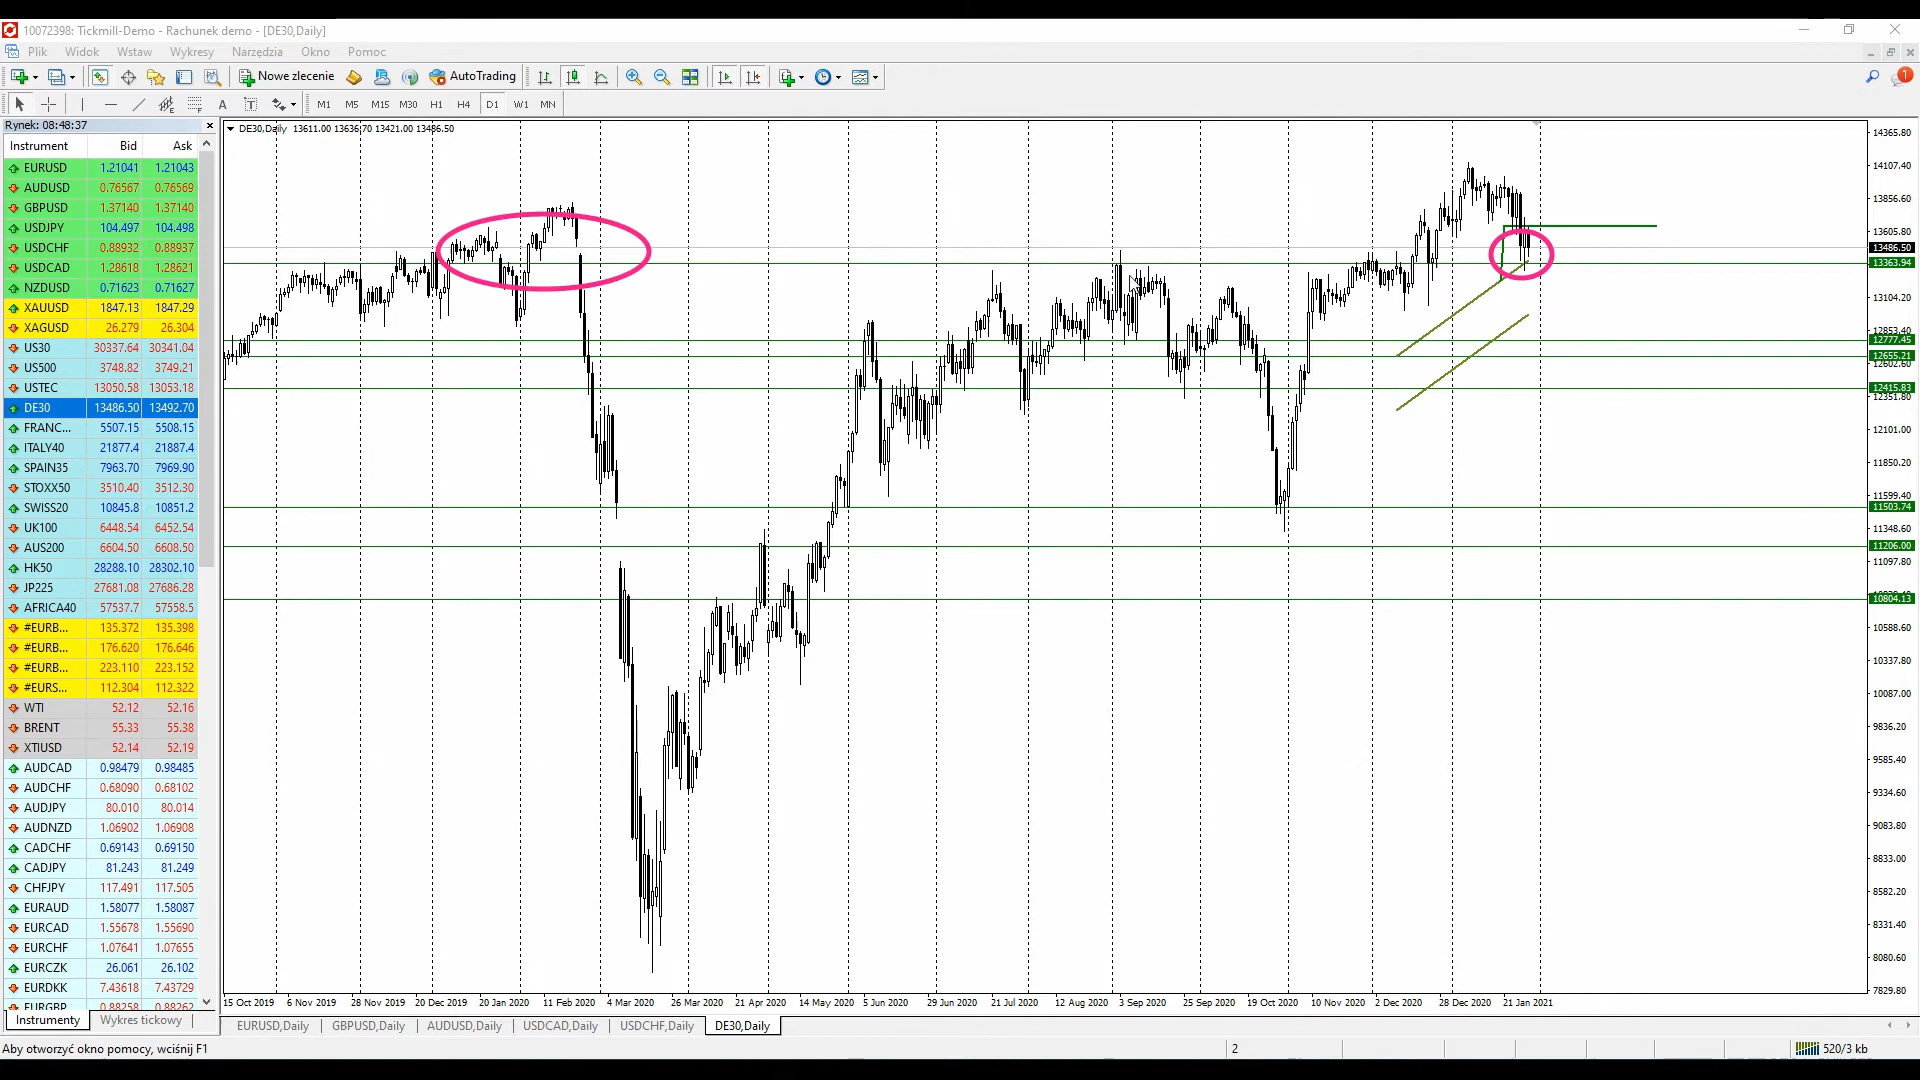 10072398: Tickmill-Demo - Rachunek demo - [DE30,Daily]
Plik Widok Wstaw Wykresy Narzędzia Okno Pomoc
Nowe zlecenie AutoTrading 1
A T M1 M5 M15 M30 H1 H4 D1 W1 MN
Rynek: 08:48:37
Instrument Bid Ask
EURUSD 1.21041 1.21043
AUDUSD 0.76567 0.76569
GBPUSD 1.37140 1.37140
USDJPY 104.497 104.498
USDCHF 0.88932 0.88937
USDCAD 1.28618 1.28621
NZDUSD 0.71623 0.71627
XAUUSD 1847.13 1847.29
XAGUSD 26.279 26.304
US30 30337.64 30341.04
US500 3748.82 3749.21
USTEC 13050.58 13053.18
DE30 13486.50 13492.70
FRANC... 5507.15 5508.15
ITALY40 21877.4 21887.4
SPAIN35 7963.70 7969.90
STOXX50 3510.40 3512.30
SWISS20 10845.8 10851.2
UK100 6448.54 6452.54
AUS200 6604.50 6608.50
HK50 28288.10 28302.10
JP225 27681.08 27686.28
AFRICA40 57537.7 57558.5
#EURB... 135.372 135.398
#EURB... 176.620 176.646
#EURB... 223.110 223.152
#EURS... 112.304 112.322
WTI 52.12 52.16
BRENT 55.33 55.38
XTIUSD 52.14 52.19
AUDCAD 0.98479 0.98485
AUDCHF 0.68090 0.68102
AUDJPY 80.010 80.014
AUDNZD 1.06902 1.06908
CADCHF 0.69143 0.69150
CADJPY 81.243 81.249
CHFJPY 117.491 117.505
EURAUD 1.58077 1.58087
EURCAD 1.55678 1.55690
EURCHF 1.07641 1.07655
EURCZK 26.061 26.102
EURDKK 7.43618 7.43729
EURGBP 0.88258 0.88262
Instrumenty Wykres tickowy
DE30,Daily 13611.00 13636.70 13421.00 13486.50
14365.80
14107.40
13856.60
13605.80
13486.50
13363.94
13104.20
12853.40
12777.45
12655.21
12602.60
12415.83
12351.80
12101.00
11850.20
11599.40
11503.74
11348.60
11206.00
11097.80
10804.13
10588.60
10337.80
10087.00
9836.20
9585.40
9334.60
9083.80
8833.00
8582.20
8331.40
8080.60
7829.80
15 Oct 2019 6 Nov 2019 28 Nov 2019 20 Dec 2019 20 Jan 2020 11 Feb 2020 4 Mar 2020 26 Mar 2020 21 Apr 2020 14 May 2020 5 Jun 2020 29 Jun 2020 21 Jul 2020 12 Aug 2020 3 Sep 2020 25 Sep 2020 19 Oct 2020 10 Nov 2020 2 Dec 2020 28 Dec 2020 21 Jan 2021
EURUSD,Daily GBPUSD,Daily AUDUSD,Daily USDCAD,Daily USDCHF,Daily DE30,Daily
Aby otworzyć okno pomocy, wciśnij F1 2 520/3 kb